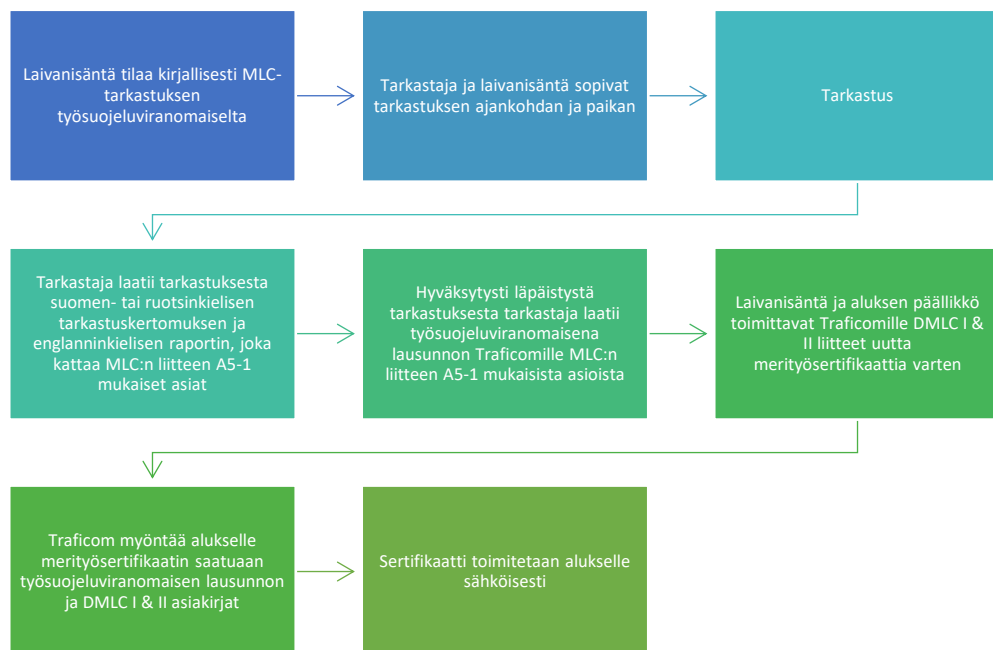 Laivanisäntä tilaa kirjallisesti MLC-
tarkastuksen
työsuojeluviranomaiselta
Tarkastaja ja laivanisäntä sopivat
tarkastuksen ajankohdan ja paikan
Tarkastus
Tarkastaja laatii tarkastuksesta
suomen- tai ruotsinkielisen
tarkastuskertomuksen ja
englanninkielisen raportin, joka
kattaa MLC:n liitteen A5-1
mukaiset asiat
Hyväksytysti läpäistystä
tarkastuksesta tarkastaja laatii
työsuojeluviranomaisena
lausunnon Traficomille MLC:n
liitteen A5-1 mukaisista asioista
Laivanisäntä ja aluksen päällikkö
toimittavat Traficomille DMLC I &
II liitteet uutta
merityösertifikaattia varten
Traficom myöntää alukselle
merityösertifikaatin saatuaan
työsuojeluviranomaisen lausunnon
ja DMLC I & II asiakirjat
Sertifikaatti toimitetaan alukselle
sähköisesti